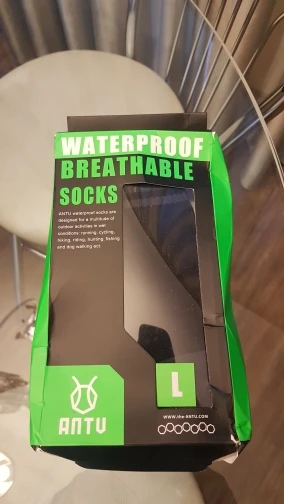 WATERPROOF
BREATHABLE
SOCKS
ANTU waterproof socks are
designed for a multitude of
outdoor activities in wet
conditions: running, cycling,
hiking, riding, hunting, fishing
and dog walking ect.
L
ANTU
www.the-ANTU.com